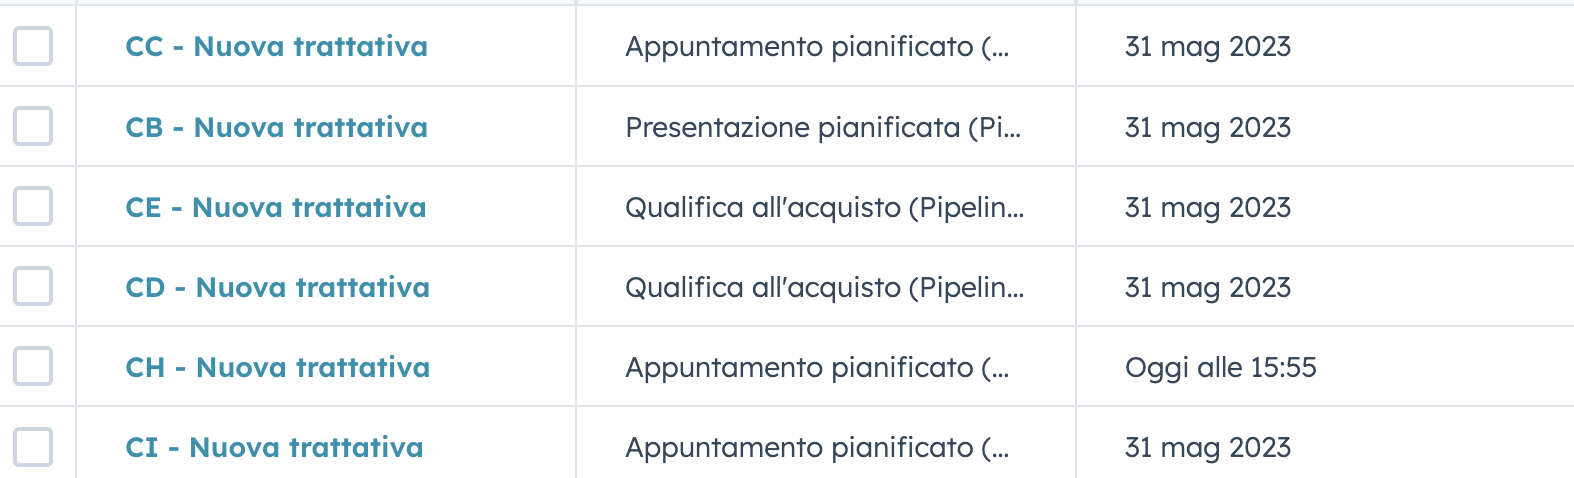 CC - Nuova trattativa Appuntamento pianificato (... 31 mag 2023
CB - Nuova trattativa Presentazione pianificata (Pi... 31 mag 2023
CE - Nuova trattativa Qualifica all'acquisto (Pipelin... 31 mag 2023
CD - Nuova trattativa Qualifica all'acquisto (Pipelin... 31 mag 2023
CH - Nuova trattativa Appuntamento pianificato (... Oggi alle 15:55
CI - Nuova trattativa Appuntamento pianificato (... 31 mag 2023